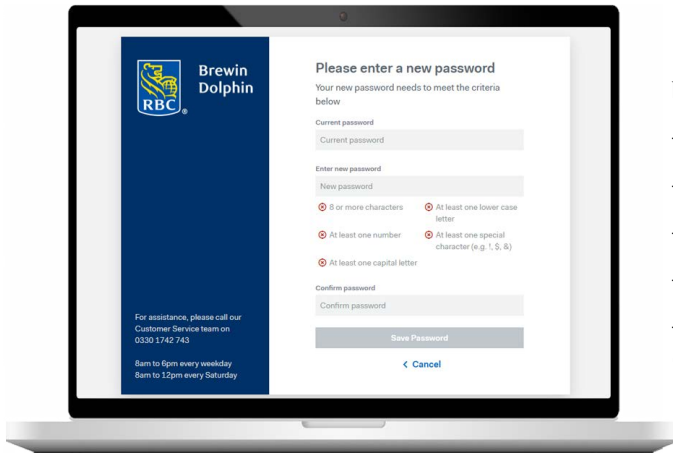 RBC
®
Brewin
Dolphin
For assistance, please call our
Customer Service team on
0330 1742 743
8am to 6pm every weekday
8am to 12pm every Saturday
Please enter a new password
Your new password needs to meet the criteria
below
Current password
Current password
Enter new password
New password
8 or more characters
At least one lower case
letter
At least one number
At least one special
character (e.g. !, $, &)
At least one capital letter
Confirm password
Confirm password
Save Password
< Cancel